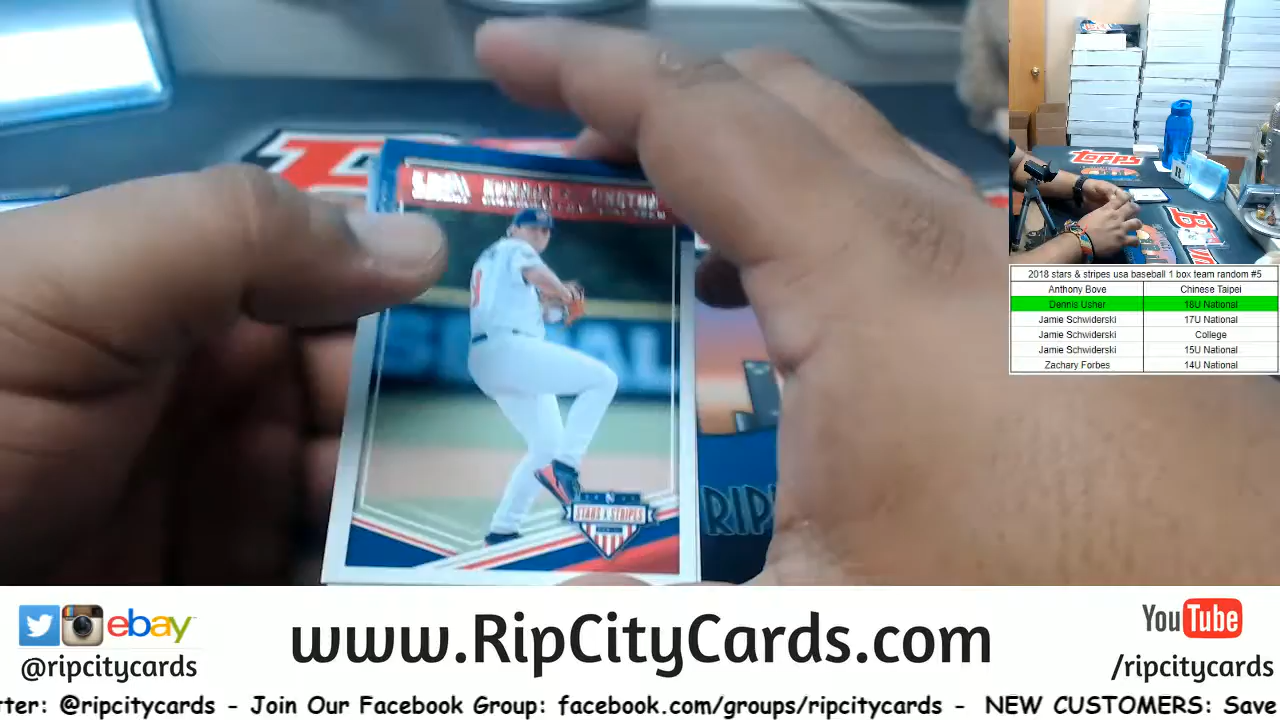 STARS & STRIPES
RIP
topps
B
2018 stars & stripes usa baseball 1 box team random #5
Anthony Bove Chinese Taipei
Dennis Usher 18U National
Jamie Schwiderski 17U National
Jamie Schwiderski College
Jamie Schwiderski 15U National
Zachary Forbes 14U National
ebay
@ripcitycards
www.RipCityCards.com
YouTube
/ripcitycards
tter: @ripcitycards - Join Our Facebook Group: facebook.com/groups/ripcitycards - NEW CUSTOMERS: Save